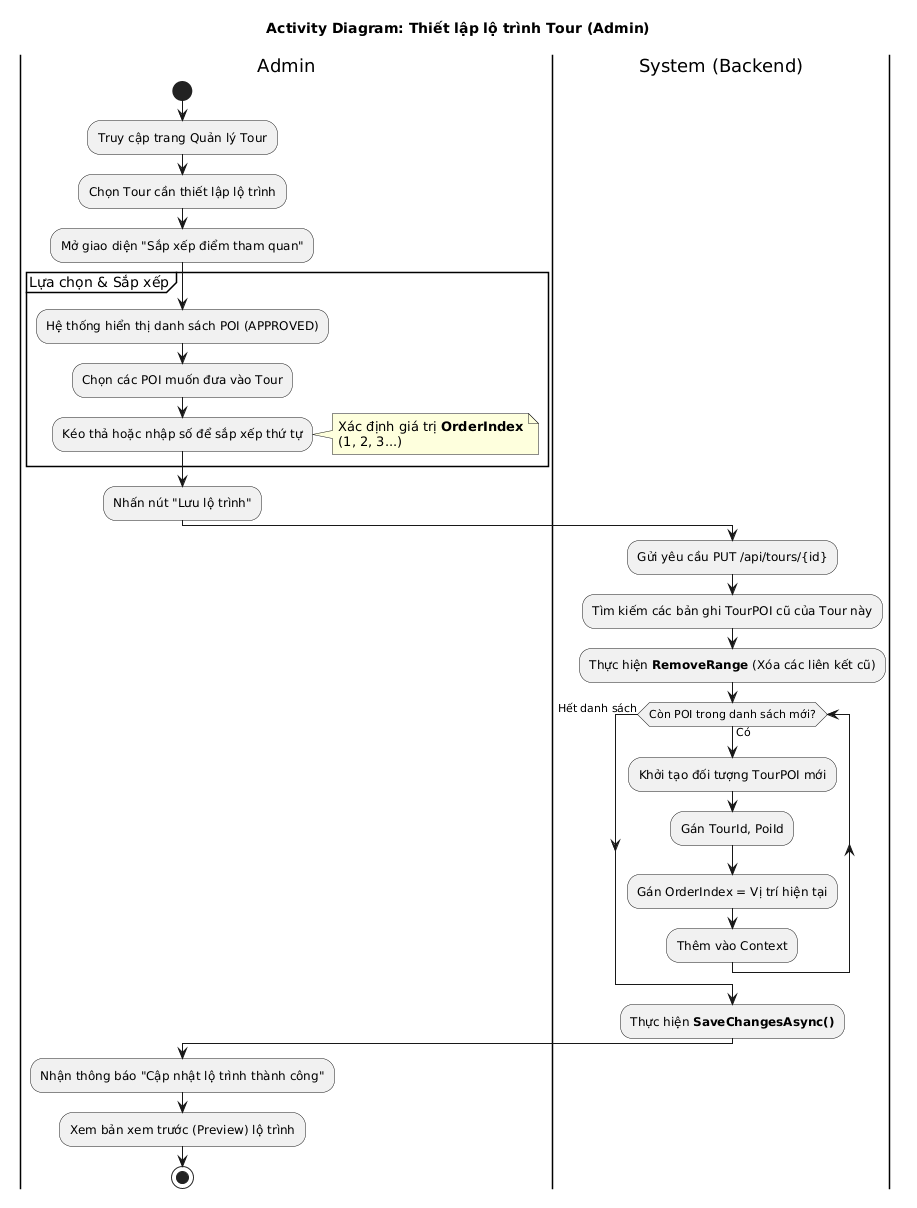 Activity Diagram: Thiết lập lộ trình Tour (Admin)
Admin
System (Backend)
Truy cập trang Quản lý Tour
Chọn Tour cần thiết lập lộ trình
Mở giao diện "Sắp xếp điểm tham quan"
Lựa chọn & Sắp xếp
Hệ thống hiển thị danh sách POI (APPROVED)
Chọn các POI muốn đưa vào Tour
Kéo thả hoặc nhập số để sắp xếp thứ tự
Xác định giá trị OrderIndex
(1, 2, 3...)
Nhấn nút "Lưu lộ trình"
Gửi yêu cầu PUT /api/tours/{id}
Tìm kiếm các bản ghi TourPOI cũ của Tour này
Thực hiện RemoveRange (Xóa các liên kết cũ)
Hết danh sách
Còn POI trong danh sách mới?
Có
Khởi tạo đối tượng TourPOI mới
Gán TourId, PoiId
Gán OrderIndex = Vị trí hiện tại
Thêm vào Context
Thực hiện SaveChangesAsync()
Nhận thông báo "Cập nhật lộ trình thành công"
Xem bản xem trước (Preview) lộ trình